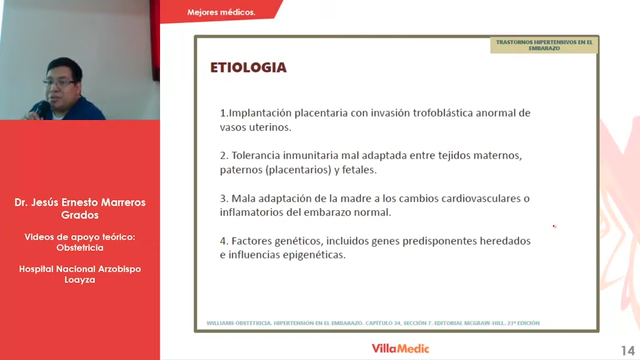 Mejores médicos.
TRASTORNOS HIPERTENSIVOS EN EL
EMBARAZO
ETIOLOGIA
1.Implantación placentaria con invasión trofoblástica anormal de
vasos uterinos.
2. Tolerancia inmunitaria mal adaptada entre tejidos maternos,
paternos (placentarios) y fetales.
3. Mala adaptación de la madre a los cambios cardiovasculares o
inflamatorios del embarazo normal.
4. Factores genéticos, incluidos genes predisponentes heredados
e influencias epigenéticas.
Dr. Jesús Ernesto Marreros
Grados
Videos de apoyo teórico:
Obstetricia
Hospital Nacional Arzobispo
Loayza
WILLIAMS OBSTETRICIA. HIPERTENSIÓN EN EL EMBARAZO. CAPÍTULO 34, SECCIÓN 7. EDITORIAL MCGRAW-HILL. 23ª EDICIÓN
VillaMedic
14